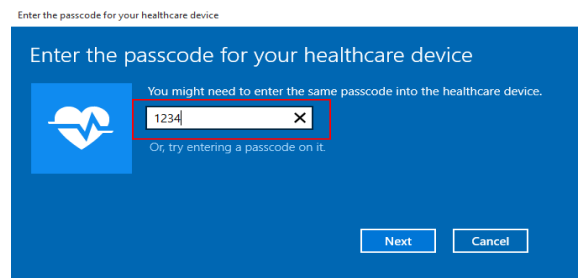 Enter the passcode for your healthcare device
Enter the passcode for your healthcare device
You might need to enter the same passcode into the healthcare device.
1234
Or, try entering a passcode on it.
Next
Cancel